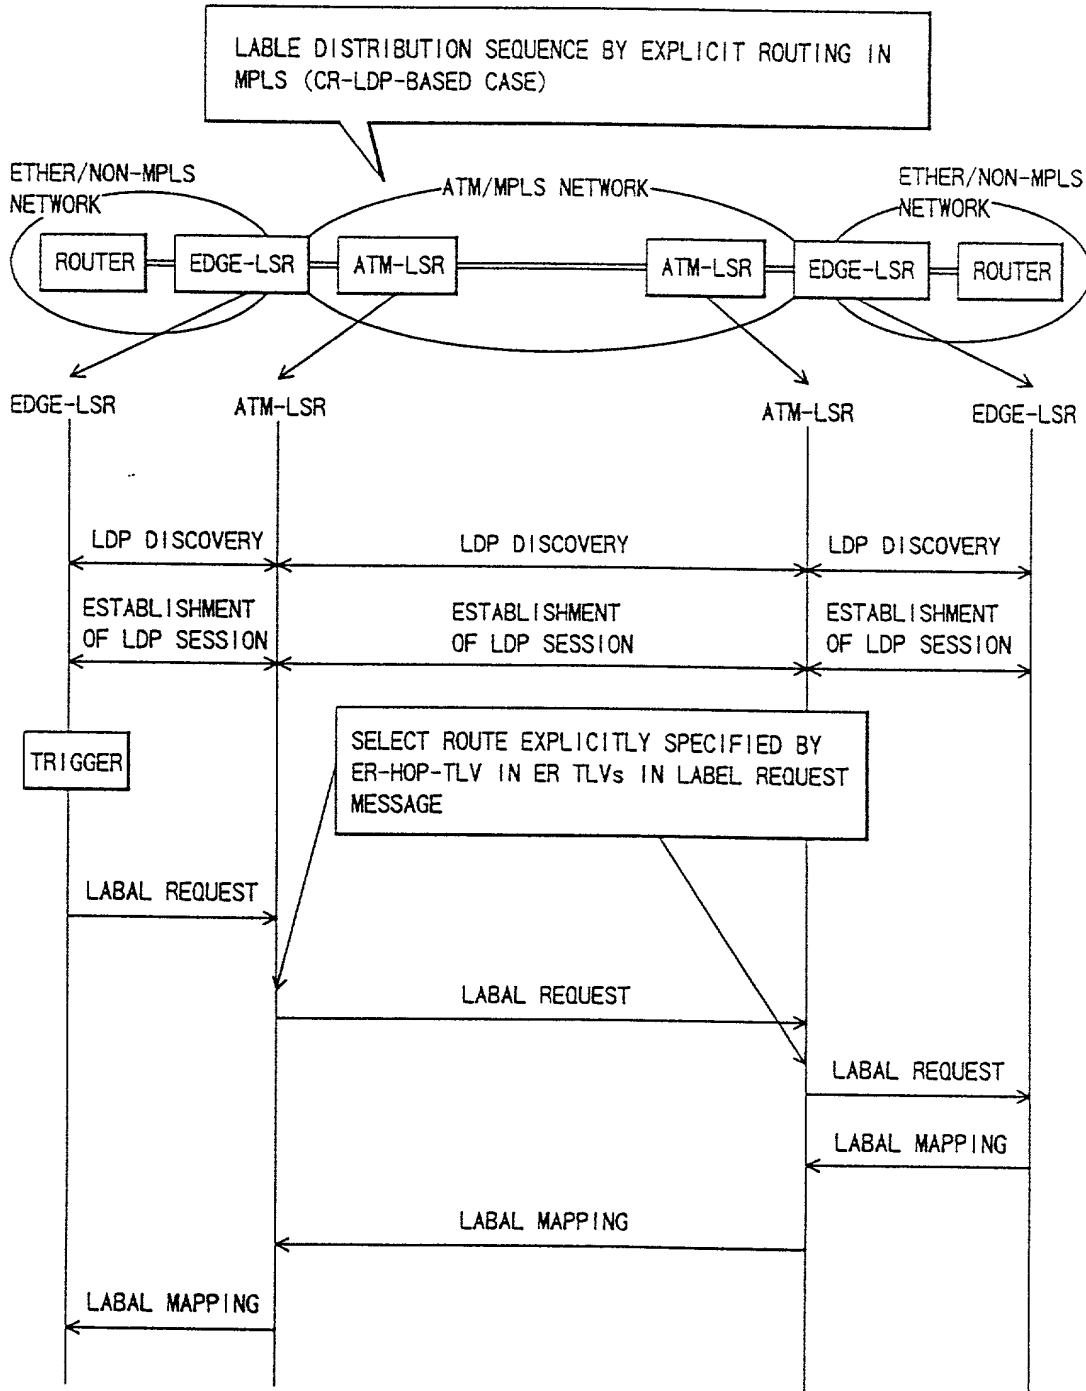 LABLE DISTRIBUTION SEQUENCE BY EXPLICIT ROUTING IN
MPLS (CR-LDP-BASED CASE)
ETHER/NON-MPLS
NETWORK
ATM/MPLS NETWORK
ETHER/NON-MPLS
NETWORK
ROUTER
EDGE-LSR
ATM-LSR
ATM-LSR
EDGE-LSR
ROUTER
EDGE-LSR
ATM-LSR
ATM-LSR
EDGE-LSR
LDP DISCOVERY
LDP DISCOVERY
LDP DISCOVERY
ESTABLISHMENT
OF LDP SESSION
ESTABLISHMENT
OF LDP SESSION
ESTABLISHMENT
OF LDP SESSION
TRIGGER
SELECT ROUTE EXPLICITLY SPECIFIED BY
ER-HOP-TLV IN ER TLVs IN LABEL REQUEST
MESSAGE
LABAL REQUEST
LABAL REQUEST
LABAL REQUEST
LABAL MAPPING
LABAL MAPPING
LABAL MAPPING